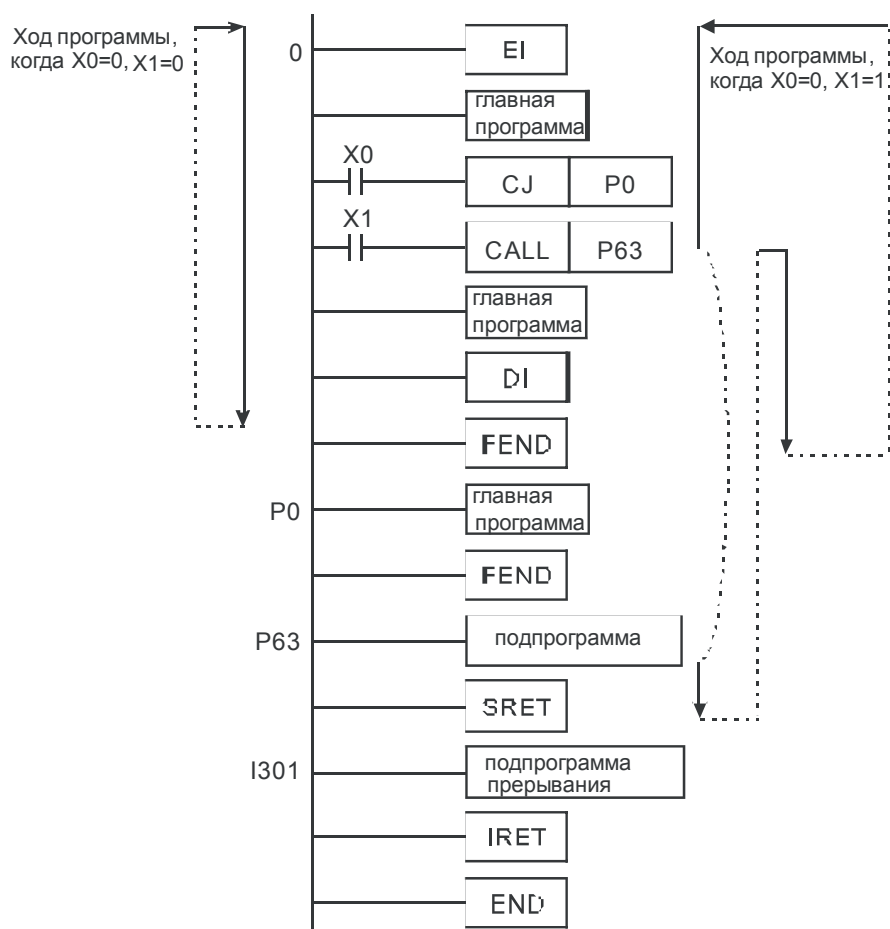 Ход программы,
когда X0=0, X1=0
Ход программы,
когда X0=0, X1=1
0
EI
главная
программа
X0
CJ P0
X1
CALL P63
главная
программа
DI
FEND
P0
главная
программа
FEND
P63
подпрограмма
SRET
I301
подпрограмма
прерывания
IRET
END